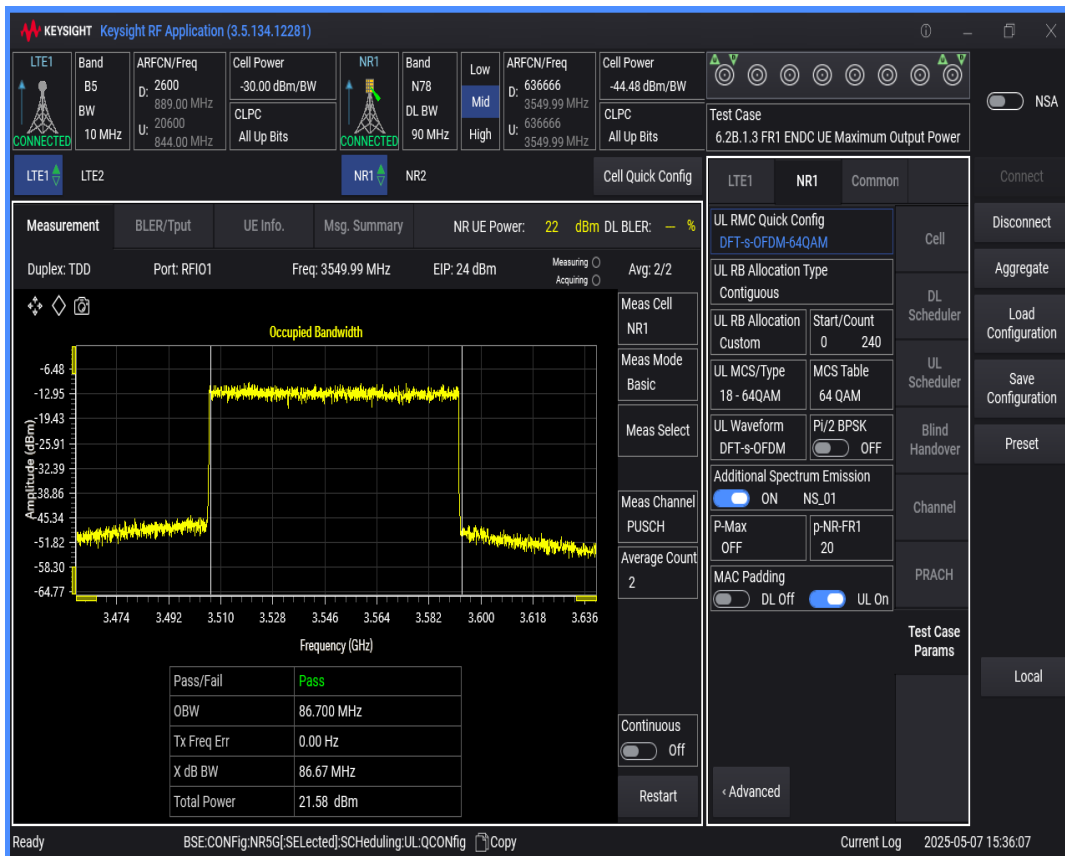 KEYSIGHT Keysight RF Application (3.5.134.12281)
LTE1 Band B5 BW 10 MHz CONNECTED
ARFCN/Freq D: 2600 889.00 MHz U: 20600 844.00 MHz
Cell Power -30.00 dBm/BW
CLPC All Up Bits
NR1 Band N78 DL BW 90 MHz CONNECTED
Low Mid High
ARFCN/Freq D: 636666 3549.99 MHz U: 636666 3549.99 MHz
Cell Power -44.48 dBm/BW
CLPC All Up Bits
Test Case
6.2B.1.3 FR1 ENDC UE Maximum Output Power
NSA
LTE1 LTE2 NR1 NR2 Cell Quick Config
LTE1 NR1 Common
Connect
Disconnect
Aggregate
Load Configuration
Save Configuration
Preset
Local
Measurement BLER/Tput UE Info. Msg. Summary NR UE Power: 22 dBm DL BLER: — %
Duplex: TDD Port: RFIO1 Freq: 3549.99 MHz EIP: 24 dBm Measuring Acquiring Avg: 2/2
Occupied Bandwidth
Amplitude (dBm)
-6.48
-12.95
-19.43
-25.91
-32.39
-38.86
-45.34
-51.82
-58.30
-64.77
3.474 3.492 3.510 3.528 3.546 3.564 3.582 3.600 3.618 3.636
Frequency (GHz)
Pass/Fail Pass
OBW 86.700 MHz
Tx Freq Err 0.00 Hz
X dB BW 86.67 MHz
Total Power 21.58 dBm
Meas Cell
NR1
Meas Mode
Basic
Meas Select
Meas Channel
PUSCH
Average Count
2
Continuous
Off
Restart
UL RMC Quick Config
DFT-s-OFDM-64QAM
UL RB Allocation Type
Contiguous
UL RB Allocation Start/Count
Custom 0 240
UL MCS/Type MCS Table
18 - 64QAM 64 QAM
UL Waveform Pi/2 BPSK
DFT-s-OFDM OFF
Additional Spectrum Emission
ON NS_01
P-Max p-NR-FR1
OFF 20
MAC Padding
DL Off UL On
‹ Advanced
Cell
DL Scheduler
UL Scheduler
Blind Handover
Channel
PRACH
Test Case Params
Ready BSE:CONFig:NR5G[:SELected]:SCHeduling:UL:QCONfig Copy Current Log 2025-05-07 15:36:07